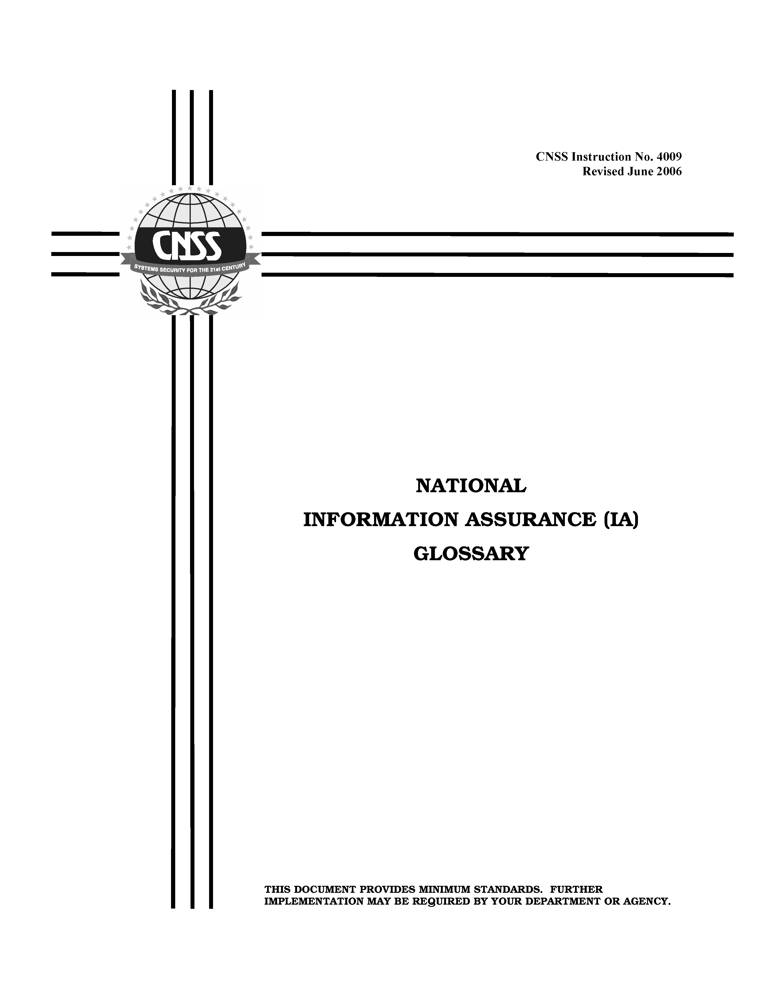 CNSS Instruction No. 4009
Revised June 2006
CNSS
SYSTEMS SECURITY FOR THE 21st CENTURY
NATIONAL
INFORMATION ASSURANCE (IA)
GLOSSARY
THIS DOCUMENT PROVIDES MINIMUM STANDARDS.  FURTHER
IMPLEMENTATION MAY BE REQUIRED BY YOUR DEPARTMENT OR AGENCY.